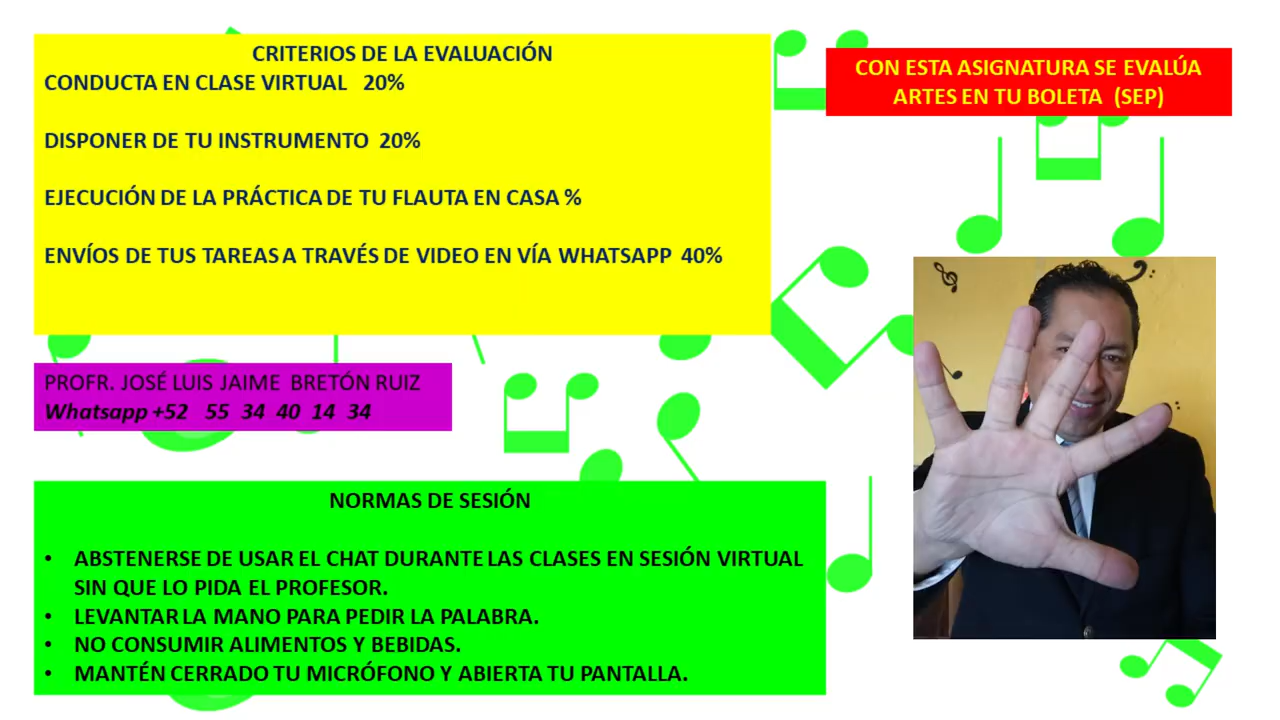 CRITERIOS DE LA EVALUACIÓN
CONDUCTA EN CLASE VIRTUAL 20%
DISPONER DE TU INSTRUMENTO 20%
EJECUCIÓN DE LA PRÁCTICA DE TU FLAUTA EN CASA %
ENVÍOS DE TUS TAREAS A TRAVÉS DE VIDEO EN VÍA WHATSAPP 40%
CON ESTA ASIGNATURA SE EVALÚA
ARTES EN TU BOLETA (SEP)
PROFR. JOSÉ LUIS JAIME BRETÓN RUIZ
Whatsapp +52 55 34 40 14 34
NORMAS DE SESIÓN
• ABSTENERSE DE USAR EL CHAT DURANTE LAS CLASES EN SESIÓN VIRTUAL
SIN QUE LO PIDA EL PROFESOR.
• LEVANTAR LA MANO PARA PEDIR LA PALABRA.
• NO CONSUMIR ALIMENTOS Y BEBIDAS.
• MANTÉN CERRADO TU MICRÓFONO Y ABIERTA TU PANTALLA.